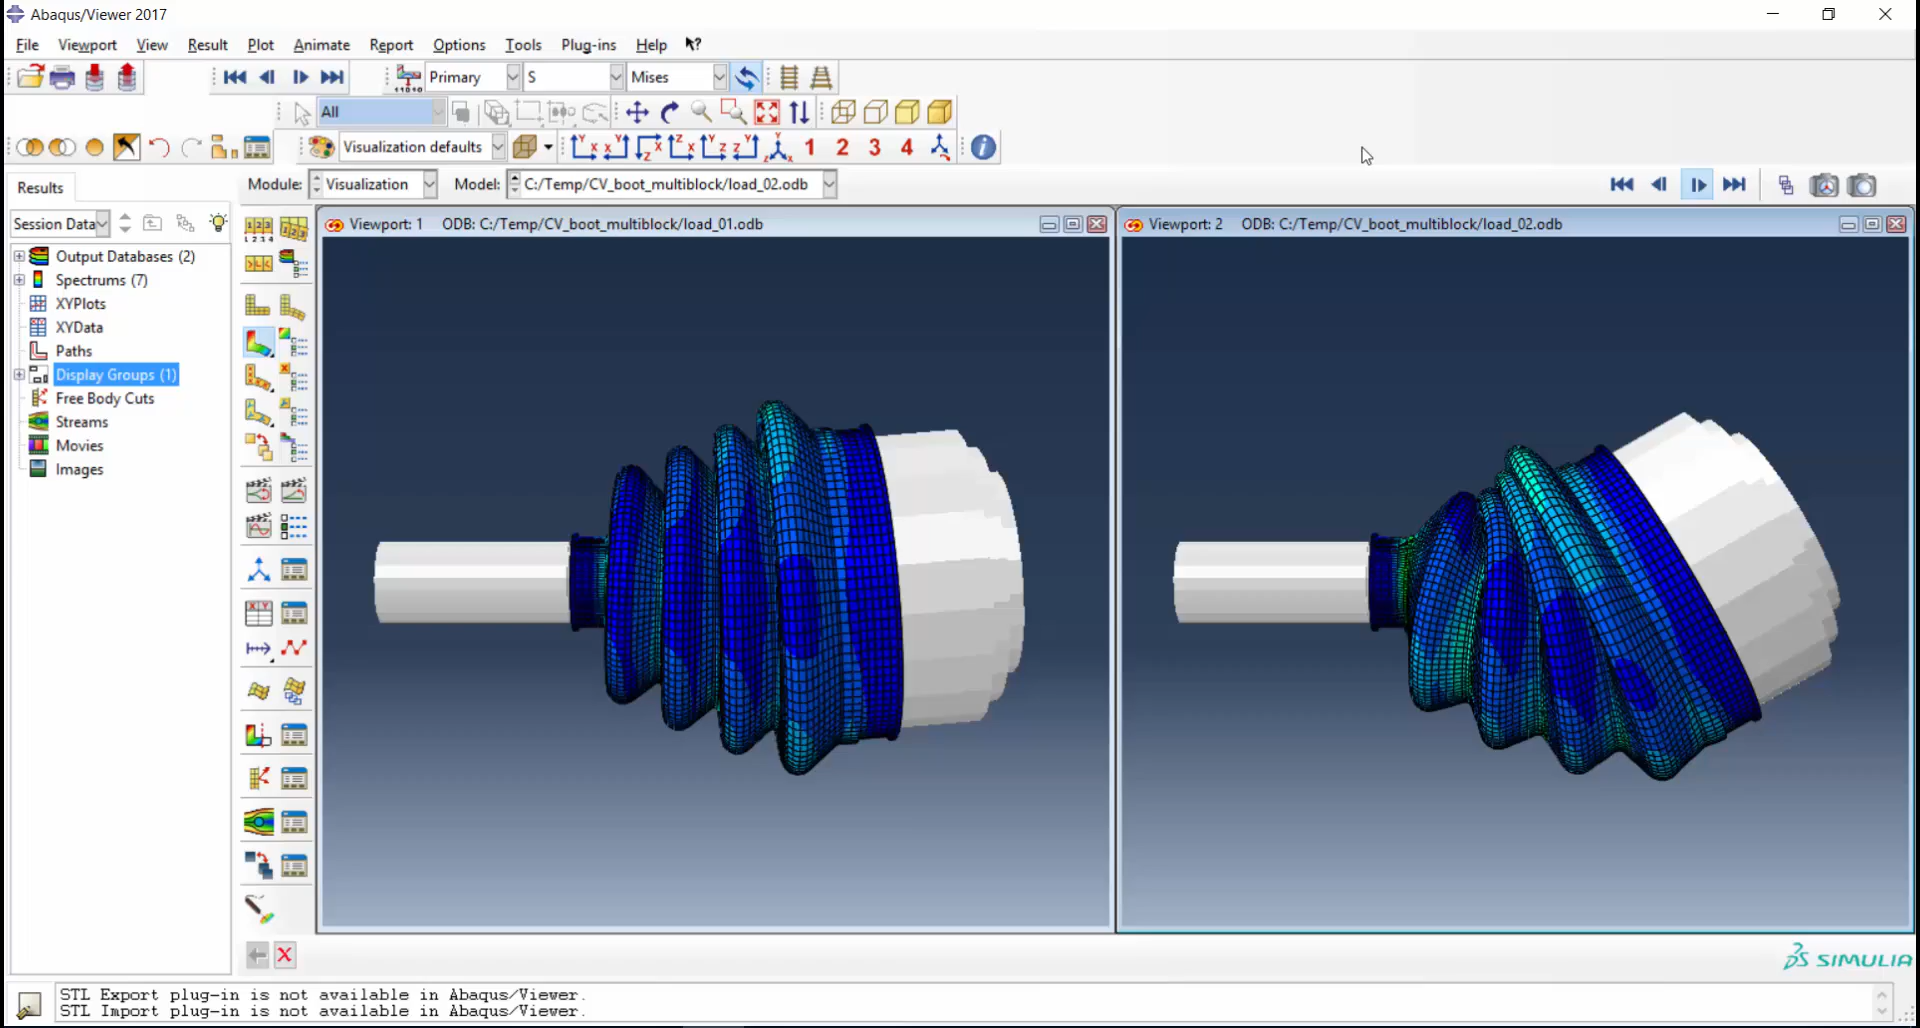 Abaqus/Viewer 2017
File Viewport View Result Plot Animate Report Options Tools Plug-ins Help ?
11010 Primary S Mises
All
Visualization defaults 1 2 3 4
Results
Module: Visualization Model: C:/Temp/CV_boot_multiblock/load_02.odb
Session Data
Viewport: 1 ODB: C:/Temp/CV_boot_multiblock/load_01.odb
Viewport: 2 ODB: C:/Temp/CV_boot_multiblock/load_02.odb
Output Databases (2)
Spectrums (7)
XYPlots
XYData
Paths
Display Groups (1)
Free Body Cuts
Streams
Movies
Images
SIMULIA
STL Export plug-in is not available in Abaqus/Viewer.
STL Import plug-in is not available in Abaqus/Viewer.